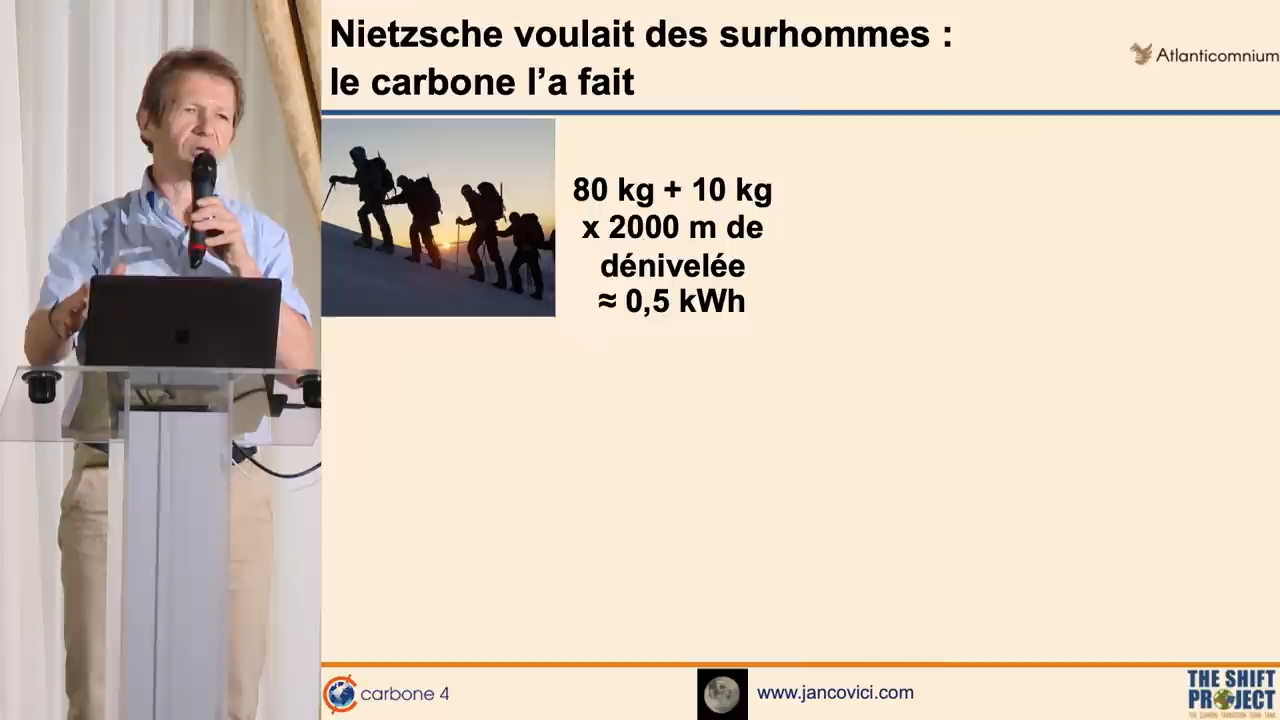 Nietzsche voulait des surhommes :
le carbone l'a fait
Atlanticomnium
80 kg + 10 kg
x 2000 m de
dénivelée
≈ 0,5 kWh
carbone 4
www.jancovici.com
THE SHIFT
PROJECT